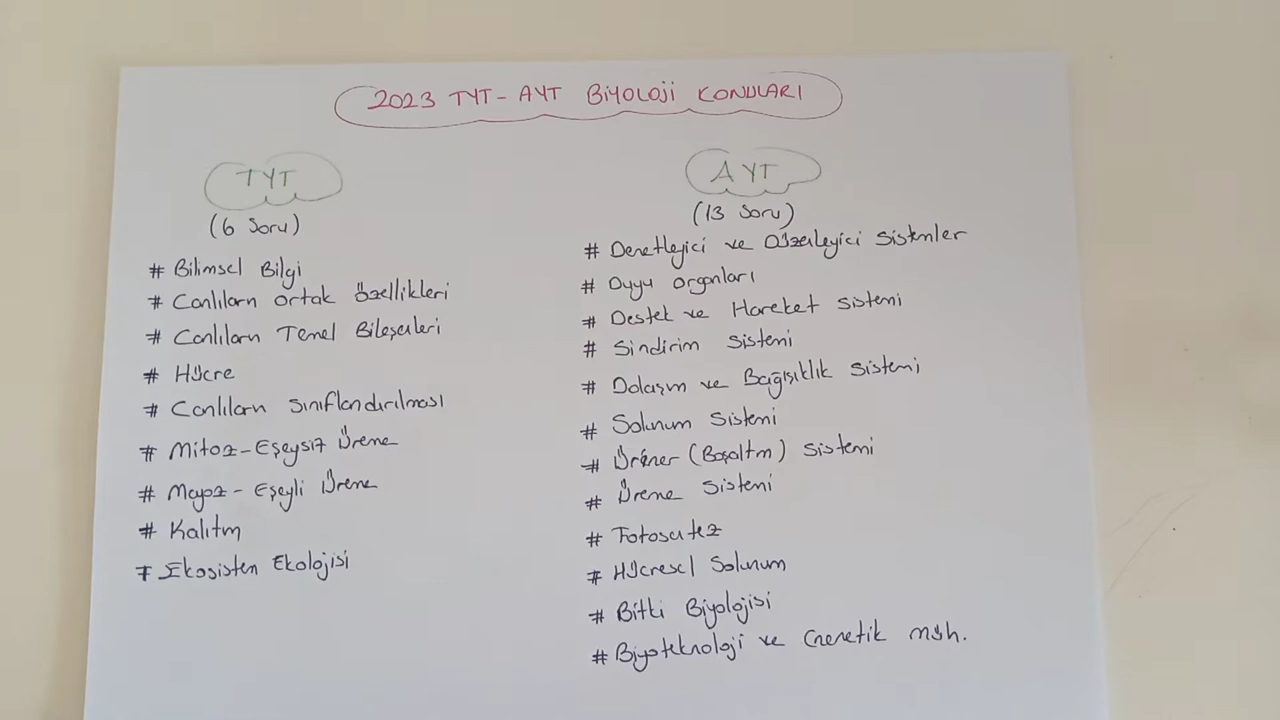 2023 TYT - AYT BİYOLOJİ KONULARI
TYT
(6 Soru)
# Bilimsel Bilgi
# Canlıların Ortak Özellikleri
# Canlıların Temel Bileşenleri
# Hücre
# Canlıların Sınıflandırılması
# Mitoz-Eşeysiz Üreme
# Mayoz - Eşeyli Üreme
# Kalıtım
# Ekosistem Ekolojisi
AYT
(13 Soru)
# Denetleyici ve Düzenleyici Sistemler
# Duyu organları
# Destek ve Hareket sistemi
# Sindirim sistemi
# Dolaşım ve Bağışıklık sistemi
# Solunum Sistemi
# Üriner (Boşaltım) sistemi
# Üreme Sistemi
# Fotosentez
# Hücresel Solunum
# Bitki Biyolojisi
# Biyoteknoloji ve Genetik müh.